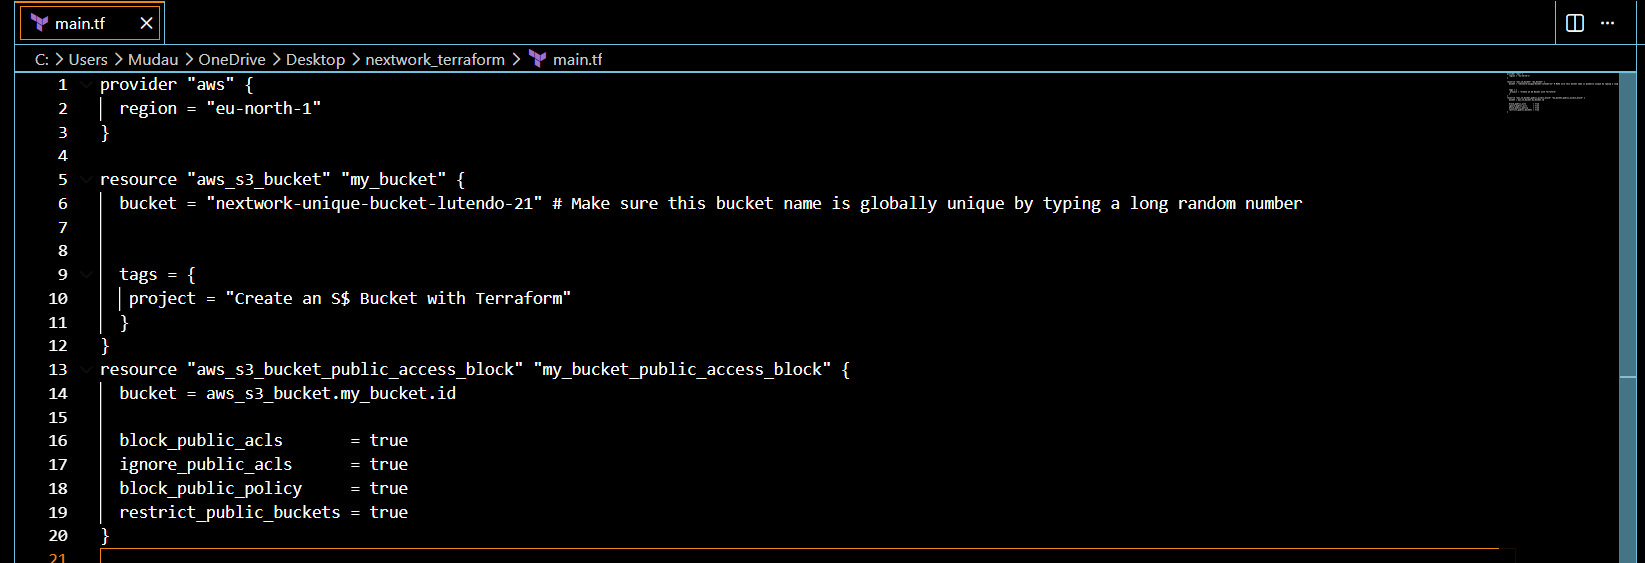 main.tf
C: > Users > Mudau > OneDrive > Desktop > nextwork_terraform > main.tf
1 provider "aws" {
2   region = "eu-north-1"
3 }
4
5 resource "aws_s3_bucket" "my_bucket" {
6   bucket = "nextwork-unique-bucket-lutendo-21" # Make sure this bucket name is globally unique by typing a long random number
7
8
9   tags = {
10    project = "Create an S$ Bucket with Terraform"
11   }
12 }
13 resource "aws_s3_bucket_public_access_block" "my_bucket_public_access_block" {
14   bucket = aws_s3_bucket.my_bucket.id
15
16   block_public_acls       = true
17   ignore_public_acls      = true
18   block_public_policy     = true
19   restrict_public_buckets = true
20 }
21